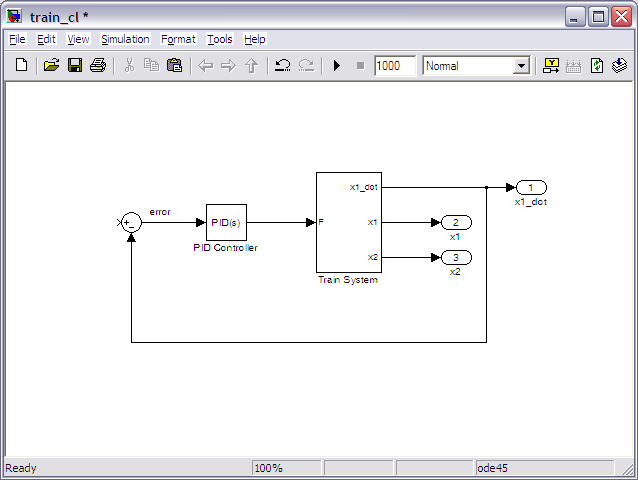 train_cl *
File Edit View Simulation Format Tools Help
1000 Normal
x1_dot 1
x1_dot
error
+
-
PID(s)
F
x1 2
x1
PID Controller
x2 3
x2
Train System
Ready 100% ode45